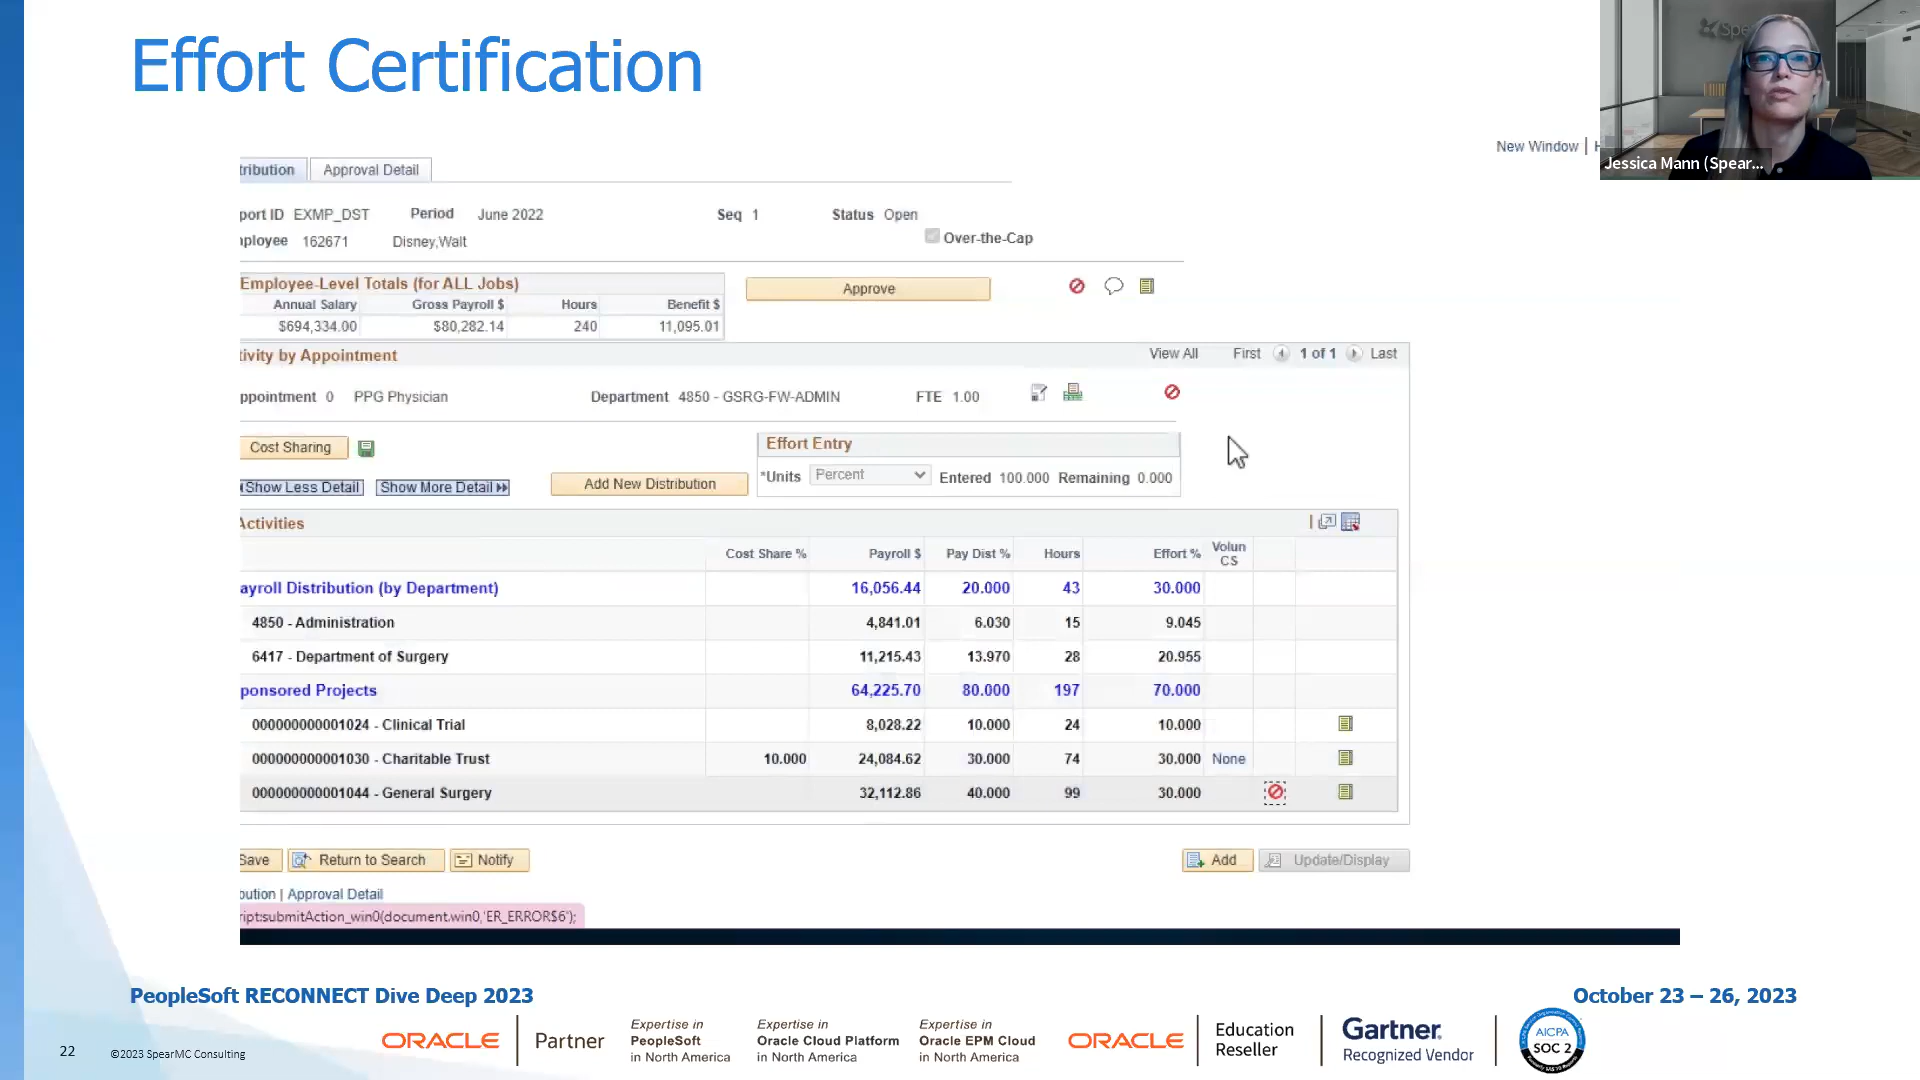 Effort Certification
Jessica Mann (Spear...
New Window |
tribution Approval Detail
port ID EXMP_DST Period June 2022 Seq 1 Status Open
nployee 162671 Disney,Walt Over-the-Cap
Employee-Level Totals (for ALL Jobs) Approve
Annual Salary Gross Payroll $ Hours Benefit $
$694,334.00 $80,282.14 240 11,095.01
tivity by Appointment View All First 1 of 1 Last
ppointment 0 PPG Physician Department 4850 - GSRG-FW-ADMIN FTE 1.00
Cost Sharing Effort Entry
*Units Percent Entered 100.000 Remaining 0.000
Show Less Detail Show More Detail Add New Distribution
Activities
Cost Share % Payroll $ Pay Dist % Hours Effort % Volun CS
ayroll Distribution (by Department) 16,056.44 20.000 43 30.000
4850 - Administration 4,841.01 6.030 15 9.045
6417 - Department of Surgery 11,215.43 13.970 28 20.955
ponsored Projects 64,225.70 80.000 197 70.000
000000000001024 - Clinical Trial 8,028.22 10.000 24 10.000
000000000001030 - Charitable Trust 10.000 24,084.62 30.000 74 30.000 None
000000000001044 - General Surgery 32,112.86 40.000 99 30.000
Save Return to Search Notify Add Update/Display
bution | Approval Detail
ript:submitAction_win0(document.win0,'ER_ERROR$6');
PeopleSoft RECONNECT Dive Deep 2023 October 23 – 26, 2023
ORACLE Partner
Expertise in
PeopleSoft
in North America
Expertise in
Oracle Cloud Platform
in North America
Expertise in
Oracle EPM Cloud
in North America
ORACLE Education
Reseller
Gartner
Recognized Vendor
AICPA
SOC 2
22 ©2023 SpearMC Consulting